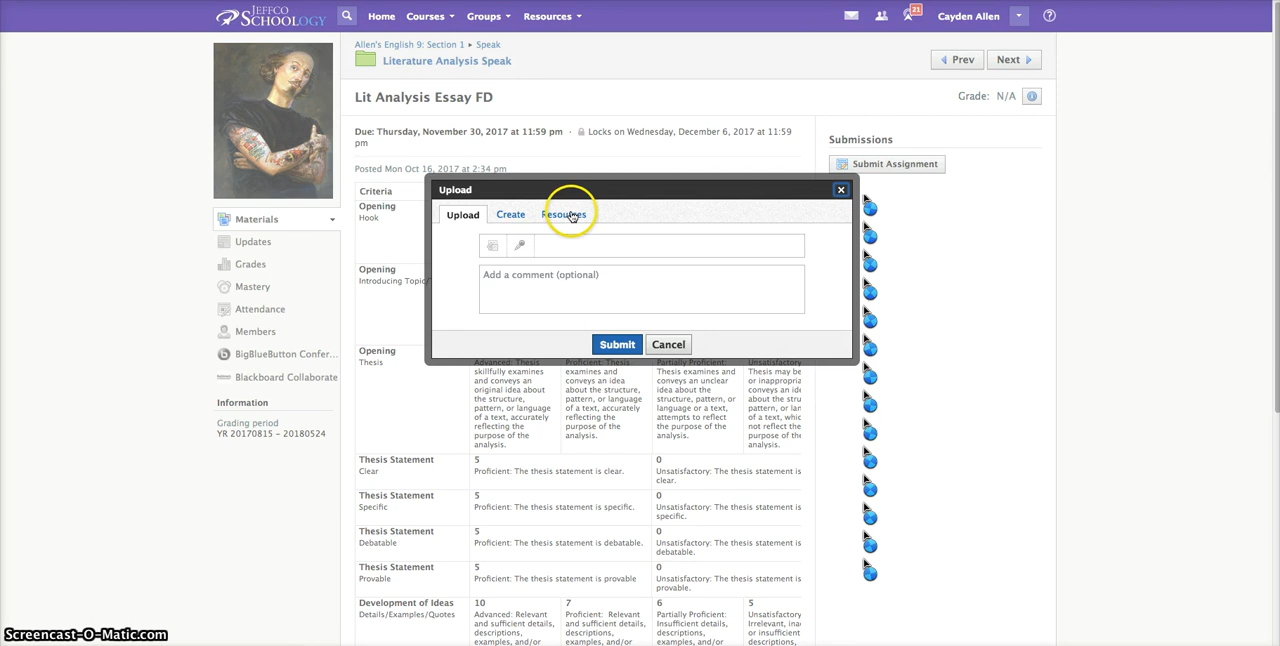 JEFFCO
SCHOOLOGY
Home Courses Groups Resources
21
Cayden Allen
Allen's English 9: Section 1 ▸ Speak
Literature Analysis Speak
Prev Next
Lit Analysis Essay FD
Grade: N/A
Due: Thursday, November 30, 2017 at 11:59 pm · Locks on Wednesday, December 6, 2017 at 11:59
pm
Posted Mon Oct 16, 2017 at 2:34 pm
Submissions
Submit Assignment
Upload
Upload Create Resources
Add a comment (optional)
Submit Cancel
Materials
Updates
Grades
Mastery
Attendance
Members
BigBlueButton Confer...
Blackboard Collaborate
Information
Grading period
YR 20170815 – 20180524
Criteria
Opening
Hook
Opening
Introducing Topic/
Opening
Thesis
Advanced: Thesis
skillfully examines
and conveys an
original idea about
the structure,
pattern, or language
of a text, accurately
reflecting the
purpose of the
analysis.
Proficient: Thesis
examines and
conveys an idea
about the structure,
pattern, or
language of a text,
accurately
reflecting the
purpose of the
analysis.
Partially Proficient:
Thesis examines and
conveys an unclear
idea about the
structure, pattern, or
language or a text,
attempts to reflect
the purpose of the
analysis.
Unsatisfactory:
Thesis may be
or inappropria
conveys an ide
about the struc
pattern, or lan
of a text, whic
not reflect the
purpose of the
analysis.
Thesis Statement 5 0
Clear Proficient: The thesis statement is clear. Unsatisfactory: The thesis statement is
clear.
Thesis Statement 5 0
Specific Proficient: The thesis statement is specific. Unsatisfactory: The thesis statement is
specific.
Thesis Statement 5 0
Debatable Proficient: The thesis statement is debatable. Unsatisfactory: The thesis statement is
debatable.
Thesis Statement 5 0
Provable Proficient: The thesis statement is provable Unsatisfactory: The thesis statement is
provable.
Development of Ideas 10 7 6 5
Details/Examples/Quotes
Advanced: Relevant
and sufficient details,
descriptions,
examples, and/or
Proficient: Relevant
and sufficient
details,
descriptions,
examples, and/or
Partially Proficient:
Insufficient details,
descriptions,
examples, and/or
Unsatisfactory:
Irrelevant, ina
or insufficient
descriptions,
Screencast-O-Matic.com